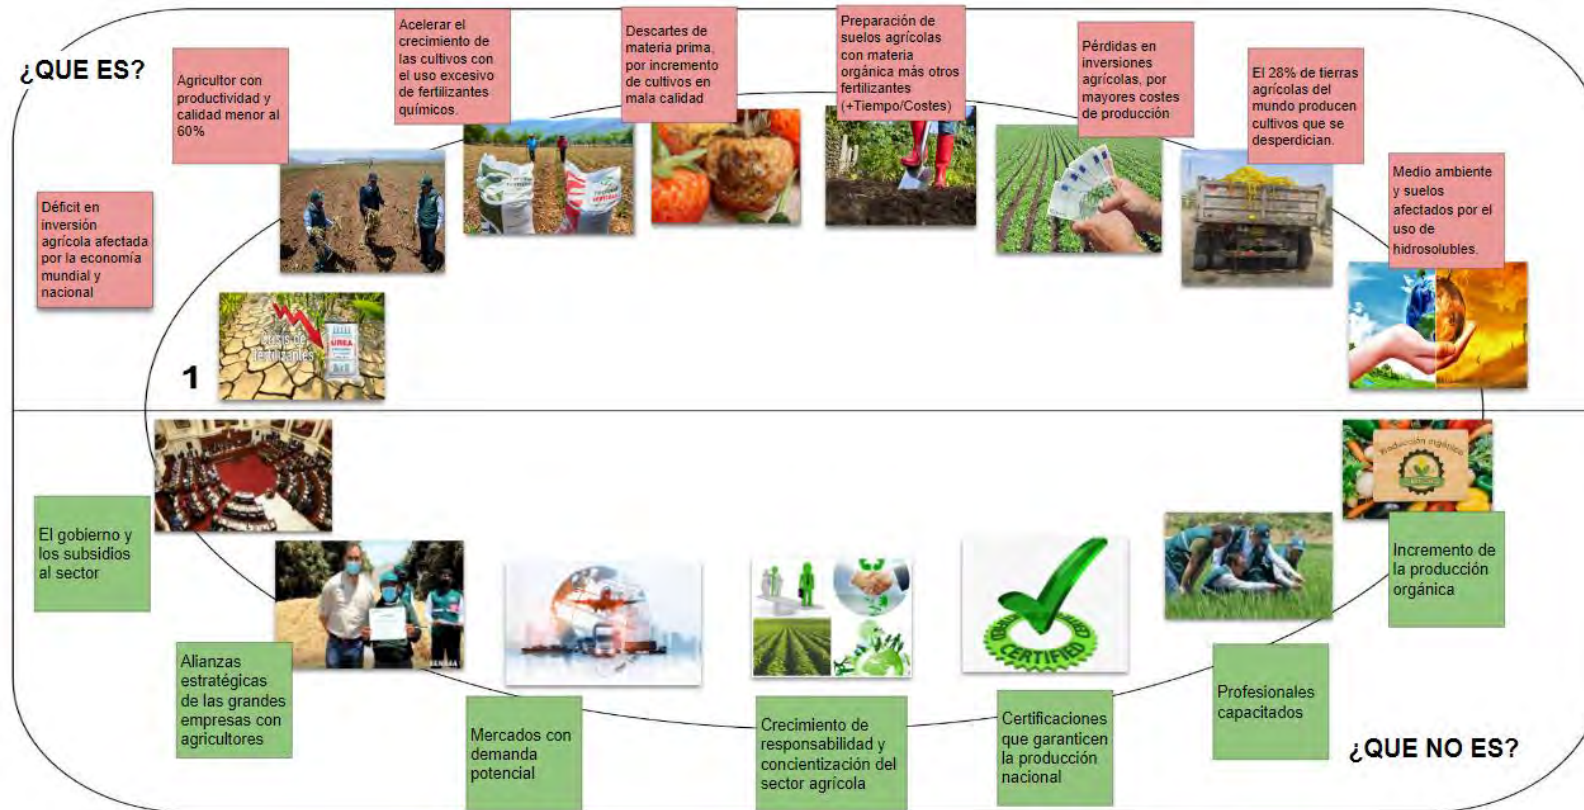 ¿QUE ES?
Déficit en
inversión
agrícola afectada
por la economía
mundial y
nacional
Agricultor con
productividad y
calidad menor al
60%
Acelerar el
crecimiento de
las cultivos con
el uso excesivo
de fertilizantes
químicos.
Descartes de
materia prima,
por incremento
de cultivos en
mala calidad
Preparación de
suelos agrícolas
con materia
orgánica más otros
fertilizantes
(+Tiempo/Costes)
Pérdidas en
inversiones
agrícolas, por
mayores costes
de producción
El 28% de tierras
agrícolas del
mundo producen
cultivos que se
desperdician.
Medio ambiente
y suelos
afectados por el
uso de
hidrosolubles.
1
Crisis de
fertilizantes
UREA
El gobierno y
los subsidios
al sector
Alianzas
estratégicas
de las grandes
empresas con
agricultores
Mercados con
demanda
potencial
Crecimiento de
responsabilidad y
concientización del
sector agrícola
CERTIFIED
Certificaciones
que garanticen
la producción
nacional
Profesionales
capacitados
Producción orgánica
Incremento de
la producción
orgánica
¿QUE NO ES?